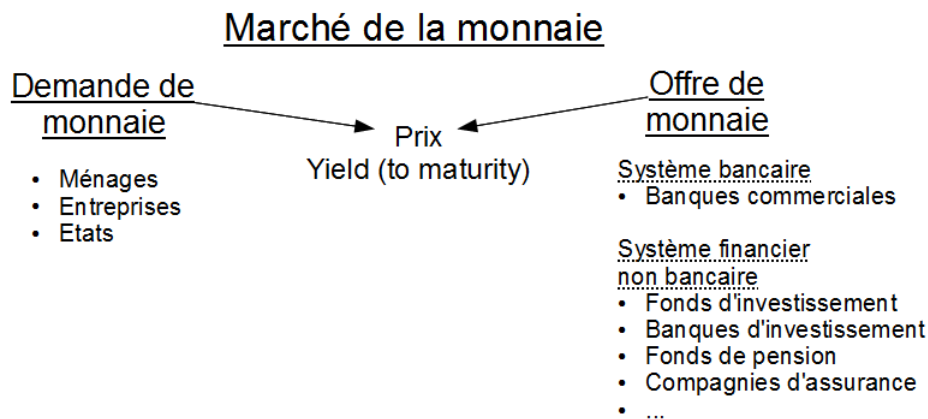 Marché de la monnaie
Demande de
monnaie
• Ménages
• Entreprises
• Etats
Prix
Yield (to maturity)
Offre de
monnaie
Système bancaire
• Banques commerciales
Système financier
non bancaire
• Fonds d'investissement
• Banques d'investissement
• Fonds de pension
• Compagnies d'assurance
• ...